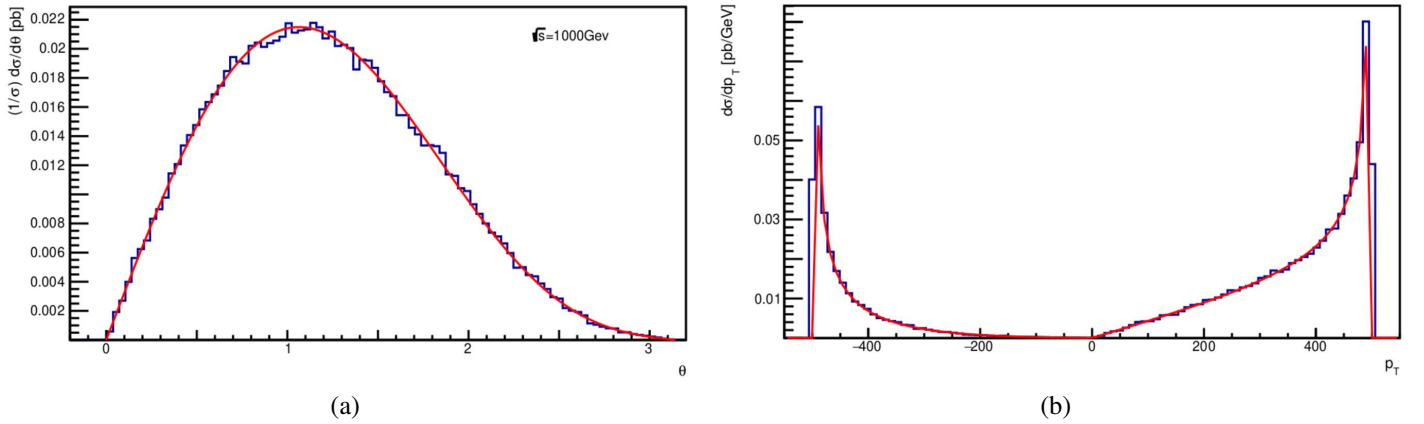 (1/σ) dσ/dθ [pb]
0.022
0.02
0.018
0.016
0.014
0.012
0.01
0.008
0.006
0.004
0.002
0 1 2 3
θ
√s=1000Gev
(a)
dσ/dp_T [pb/GeV]
0.05
0.03
0.01
−400 −200 0 200 400
p_T
(b)